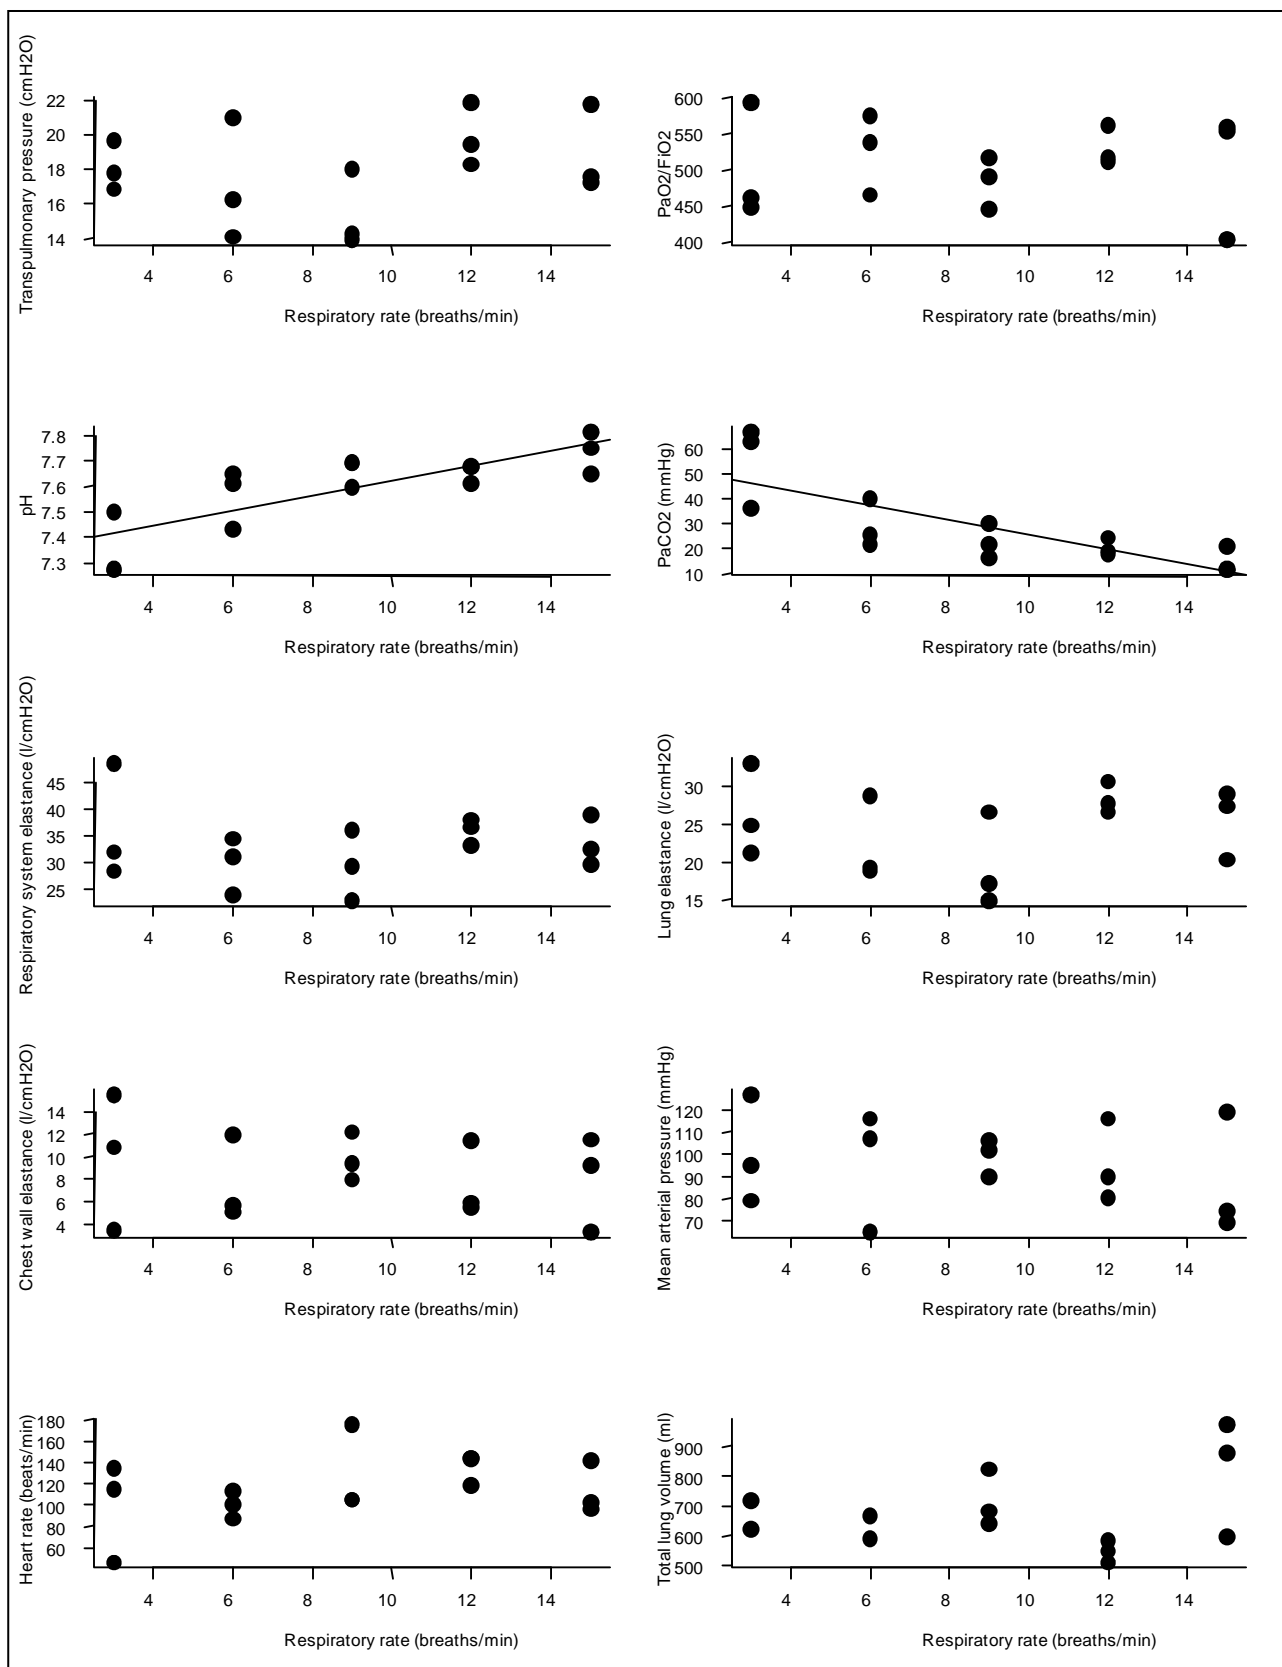 Transpulmonary pressure (cmH2O)
22
20
18
16
14
4 6 8 10 12 14
Respiratory rate (breaths/min)
PaO2/FiO2
600
550
500
450
400
4 6 8 10 12 14
Respiratory rate (breaths/min)
pH
7.8
7.7
7.6
7.5
7.4
7.3
4 6 8 10 12 14
Respiratory rate (breaths/min)
PaCO2 (mmHg)
60
50
40
30
20
10
4 6 8 10 12 14
Respiratory rate (breaths/min)
Respiratory system elastance (l/cmH2O)
45
40
35
30
25
4 6 8 10 12 14
Respiratory rate (breaths/min)
Lung elastance (l/cmH2O)
30
25
20
15
4 6 8 10 12 14
Respiratory rate (breaths/min)
Chest wall elastance (l/cmH2O)
14
12
10
8
6
4
4 6 8 10 12 14
Respiratory rate (breaths/min)
Mean arterial pressure (mmHg)
120
110
100
90
80
70
4 6 8 10 12 14
Respiratory rate (breaths/min)
Heart rate (beats/min)
180
160
140
120
100
80
60
4 6 8 10 12 14
Respiratory rate (breaths/min)
Total lung volume (ml)
900
800
700
600
500
4 6 8 10 12 14
Respiratory rate (breaths/min)